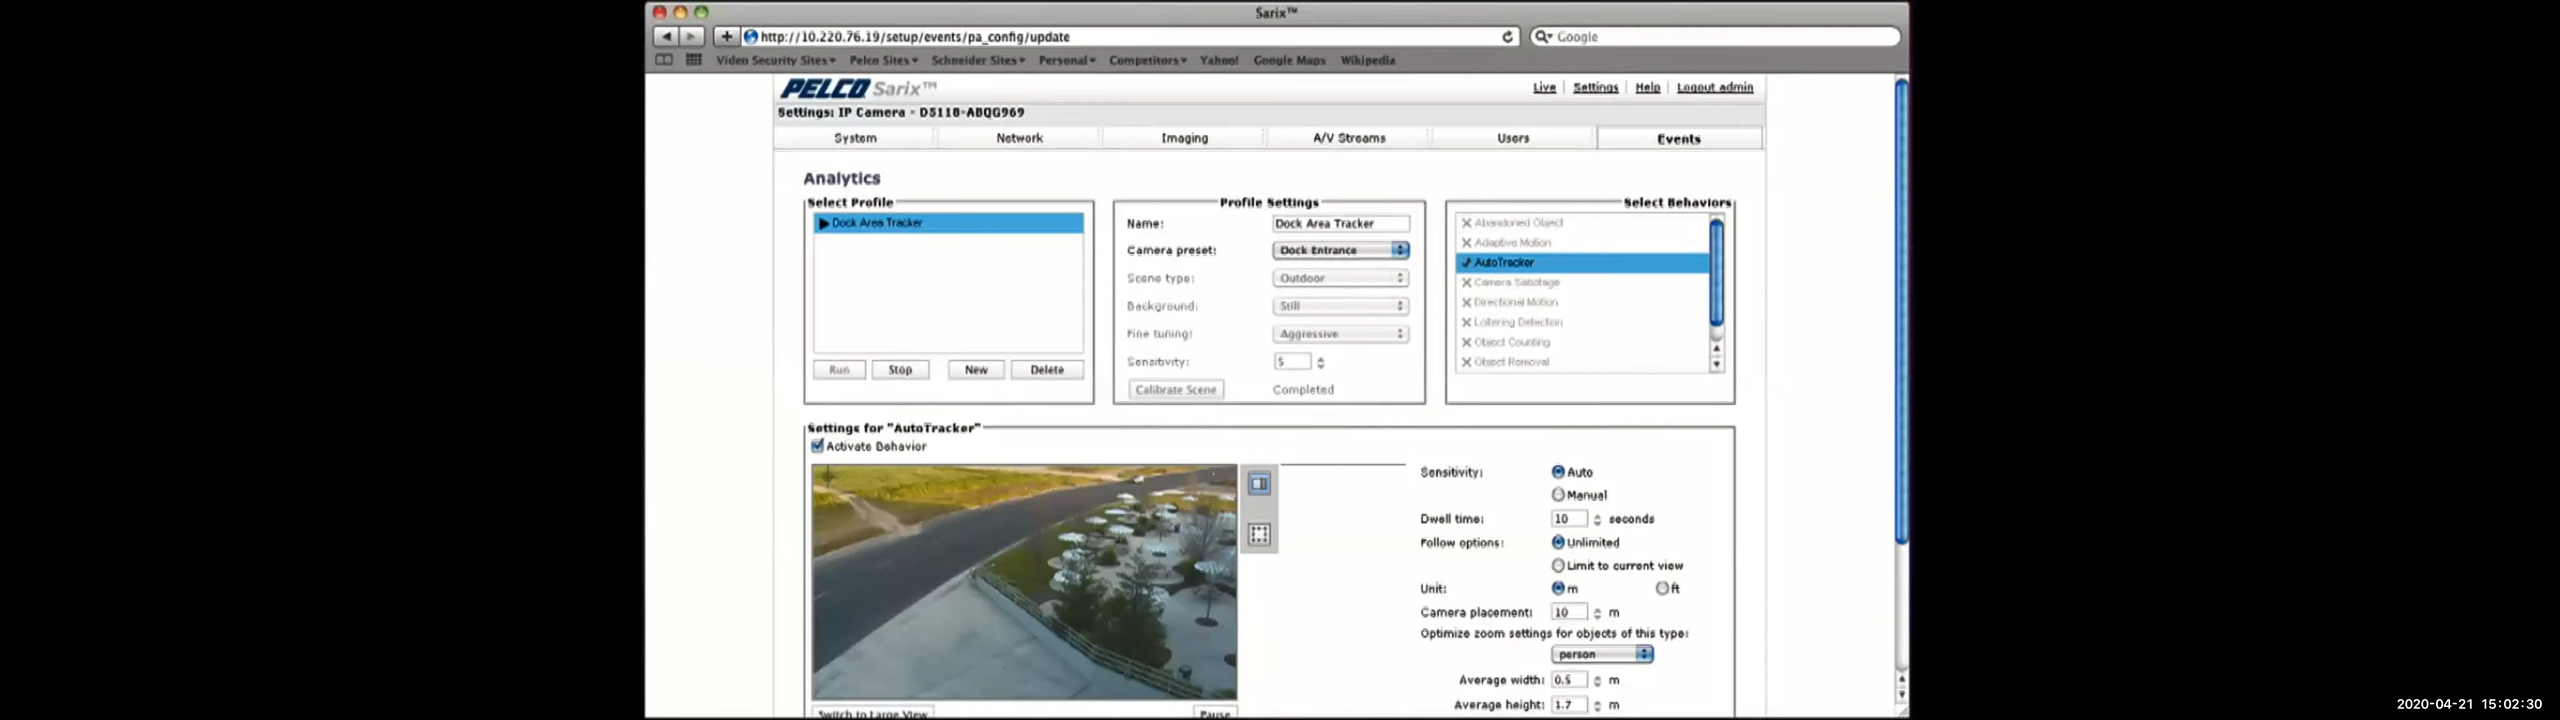 Sarix™
http://10.220.76.19/setup/events/pa_config/update
Google
Video Security Sites Pelco Sites Schneider Sites Personal Competitors Yahoo! Google Maps Wikipedia
PELCO Sarix™
Live Settings Help Logout admin
Settings: IP Camera - D5118-ABQG969
System Network Imaging A/V Streams Users Events
Analytics
Select Profile Profile Settings Select Behaviors
Dock Area Tracker
Run Stop New Delete
Name: Dock Area Tracker
Camera preset: Dock Entrance
Scene type: Outdoor
Background: Still
Fine tuning: Aggressive
Sensitivity: 5
Calibrate Scene Completed
Abandoned Object
Adaptive Motion
AutoTracker
Camera Sabotage
Directional Motion
Loitering Detection
Object Counting
Object Removal
Settings for "AutoTracker"
Activate Behavior
Switch to Large View Pause
Sensitivity: Auto
Manual
Dwell time: 10 seconds
Follow options: Unlimited
Limit to current view
Unit: m ft
Camera placement: 10 m
Optimize zoom settings for objects of this type:
person
Average width: 0.5 m
Average height: 1.7 m
2020-04-21 15:02:30